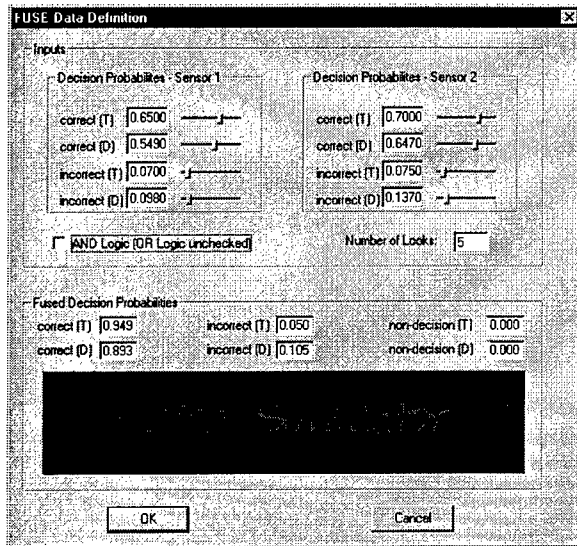 FUSE Data Definition
Inputs
Decision Probabilites - Sensor 1
correct (T) 0.6500
correct (D) 0.5490
incorrect (T) 0.0700
incorrect (D) 0.0980
Decision Probabilites - Sensor 2
correct (T) 0.7000
correct (D) 0.6470
incorrect (T) 0.0750
incorrect (D) 0.1370
AND Logic (OR Logic unchecked)
Number of Looks: 5
Fused Decision Probabilities
correct (T) 0.949 incorrect (T) 0.050 non-decision (T) 0.000
correct (D) 0.893 incorrect (D) 0.105 non-decision (D) 0.000
Simulator
OK Cancel